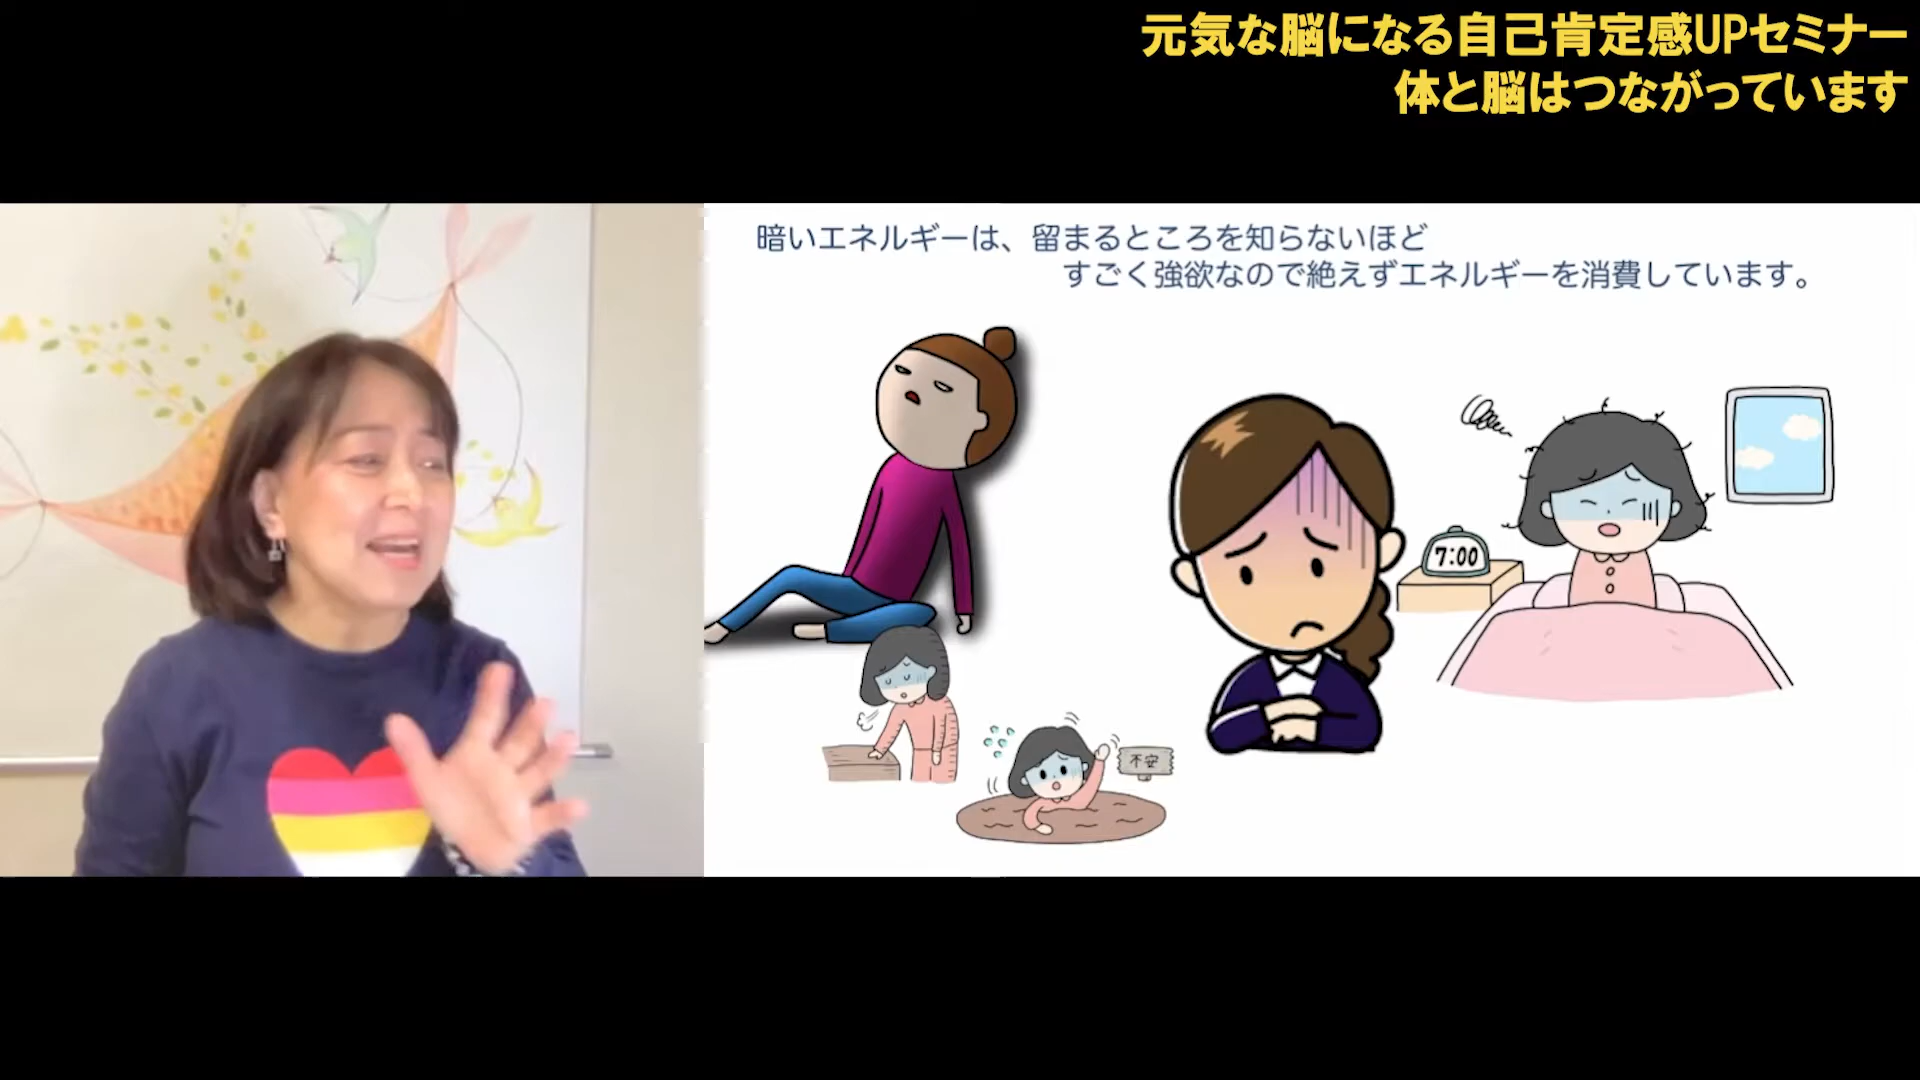 元気な脳になる自己肯定感UPセミナー
体と脳はつながっています
暗いエネルギーは、留まるところを知らないほど
すごく強欲なので絶えずエネルギーを消費しています。
7:00
不安